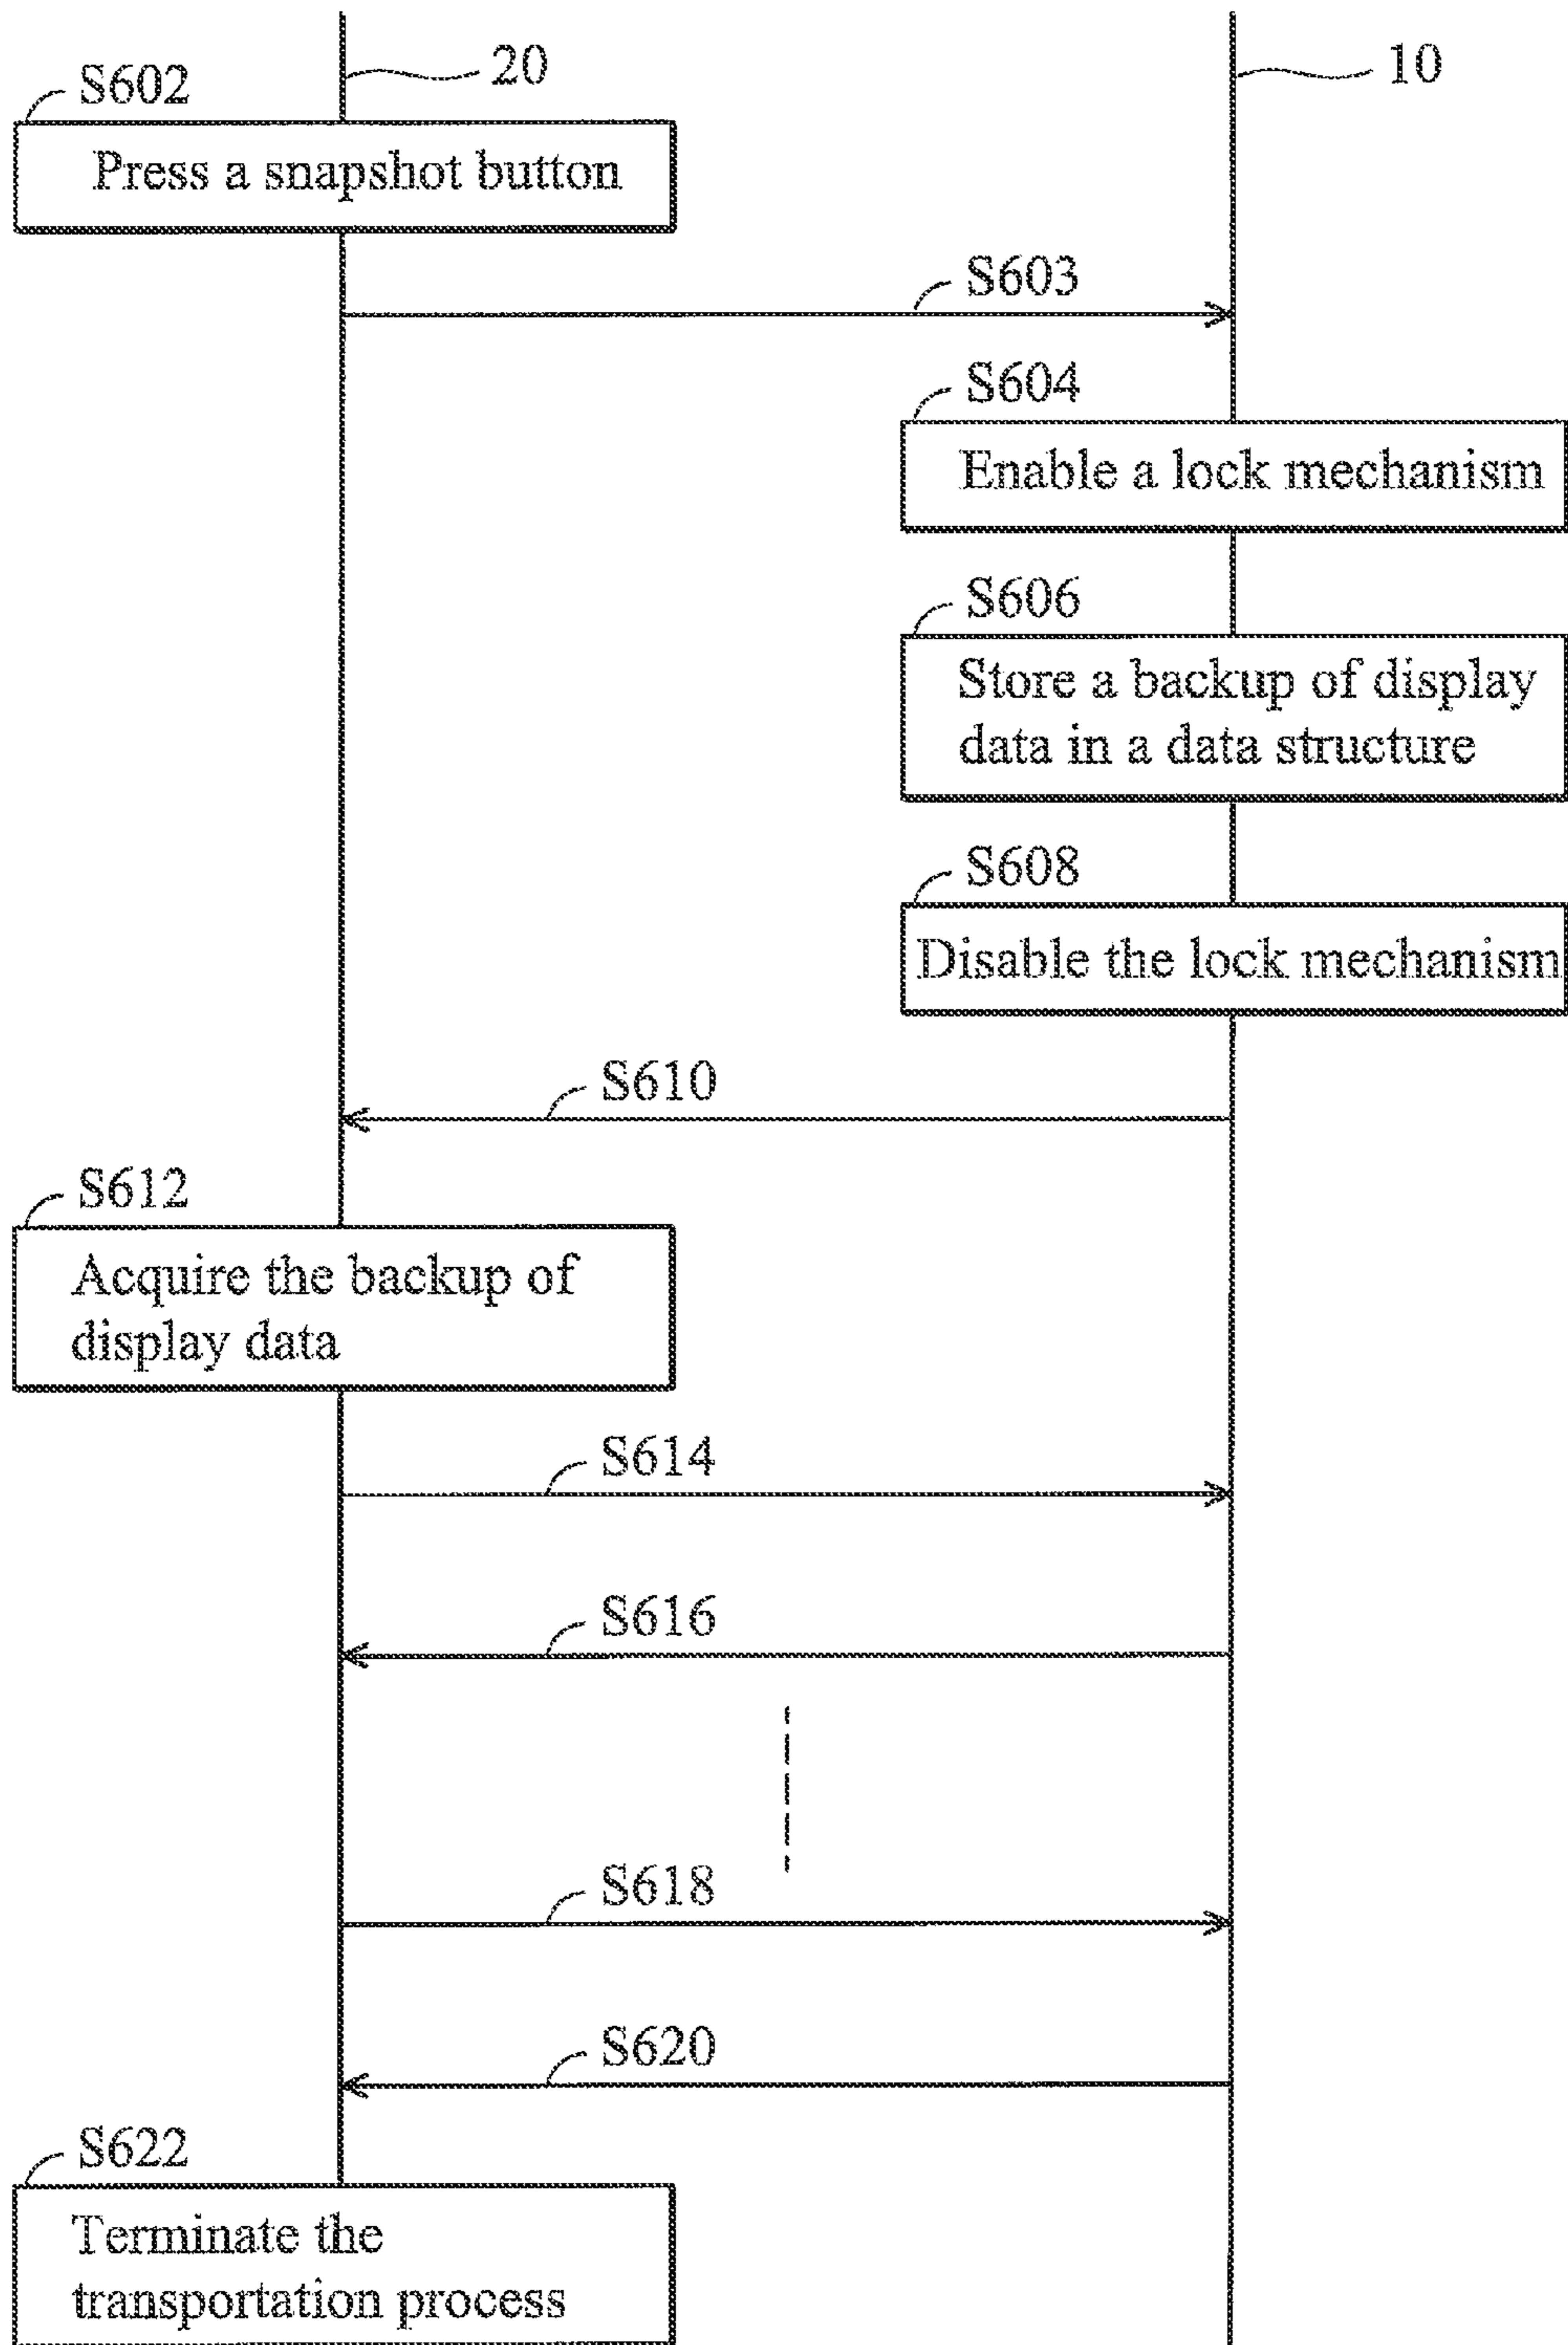 20
10
S602
Press a snapshot button
S603
S604
Enable a lock mechanism
S606
Store a backup of display
data in a data structure
S608
Disable the lock mechanism
S610
S612
Acquire the backup of
display data
S614
S616
S618
S620
S622
Terminate the
transportation process